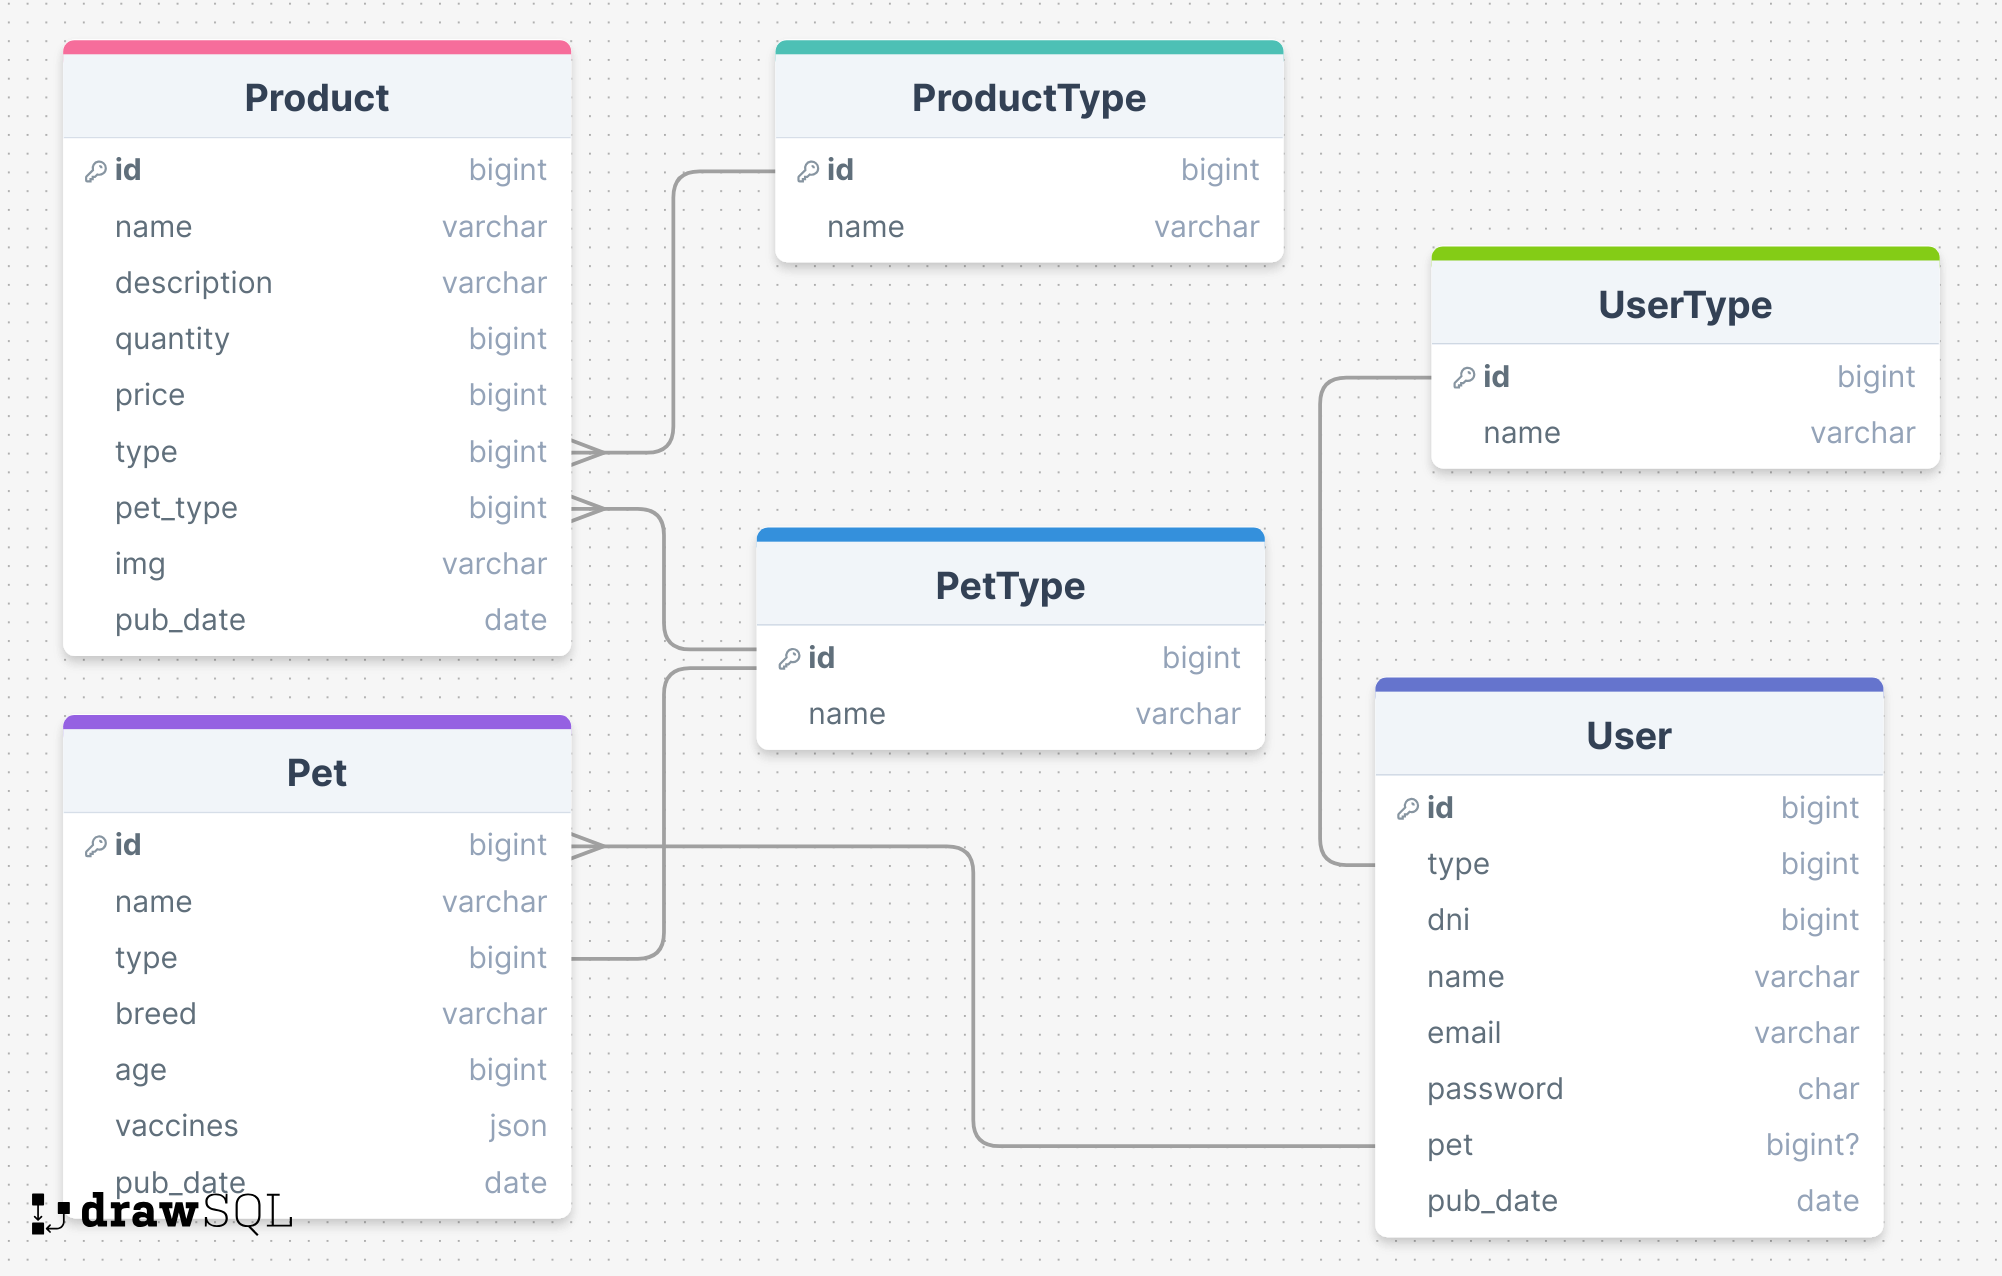 Product
id bigint
name varchar
description varchar
quantity bigint
price bigint
type bigint
pet_type bigint
img varchar
pub_date date
ProductType
id bigint
name varchar
UserType
id bigint
name varchar
PetType
id bigint
name varchar
Pet
id bigint
name varchar
type bigint
breed varchar
age bigint
vaccines json
pub_date date
User
id bigint
type bigint
dni bigint
name varchar
email varchar
password char
pet bigint?
pub_date date
drawSQL